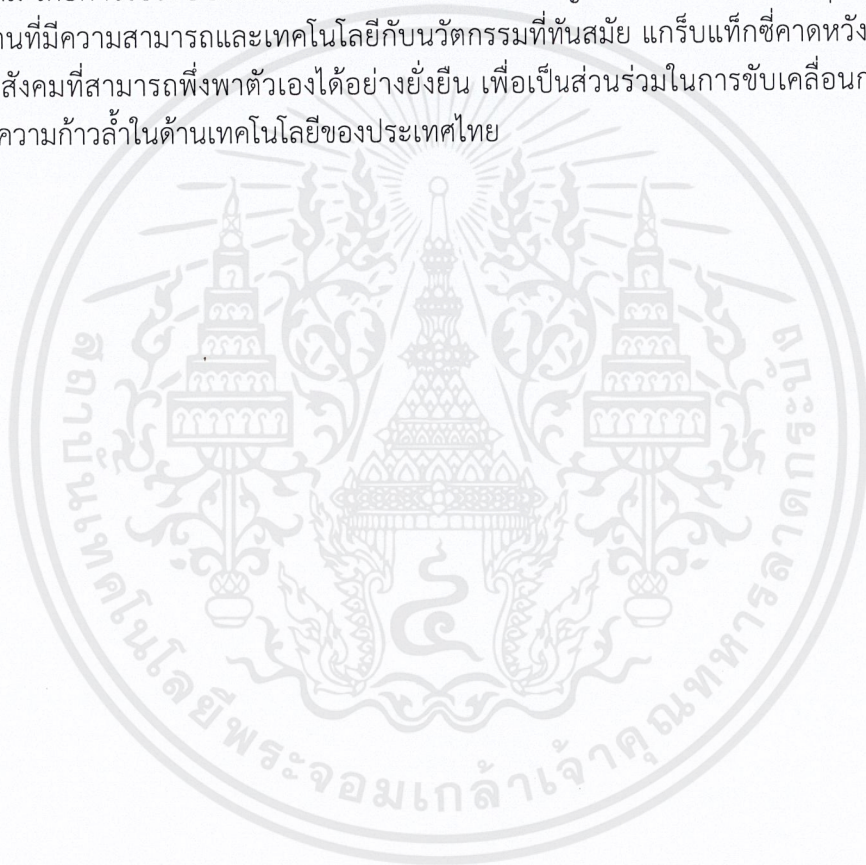 านที่มีความสามารถและเทคโนโลยีกับนวัตกรรมที่ทันสมัย แกร็บแท็กซี่คาดหวัง
สังคมที่สามารถพึ่งพาตัวเองได้อย่างยั่งยืน เพื่อเป็นส่วนร่วมในการขับเคลื่อนก
ความก้าวล้ำในด้านเทคโนโลยีของประเทศไทย
สถาบันเทคโนโลยีพระจอมเกล้าเจ้าคุณทหารลาดกระบัง
๔